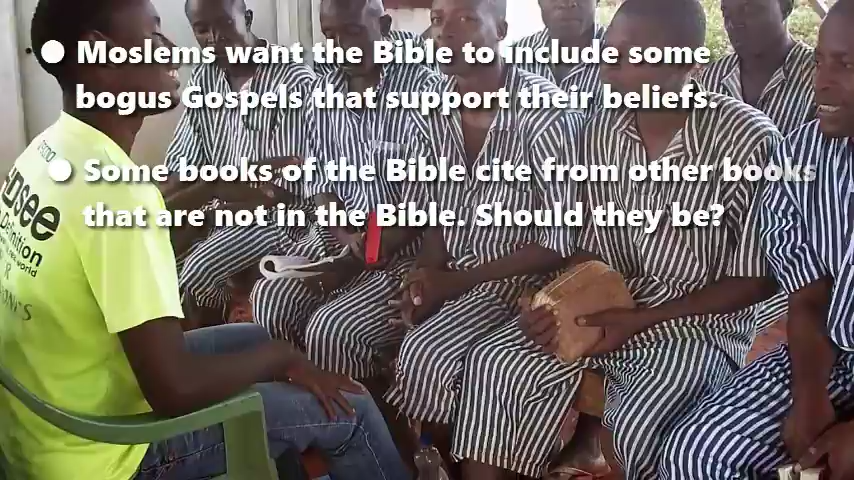 ● Moslems want the Bible to include some
bogus Gospels that support their beliefs.
● Some books of the Bible cite from other books
that are not in the Bible. Should they be?
Definition